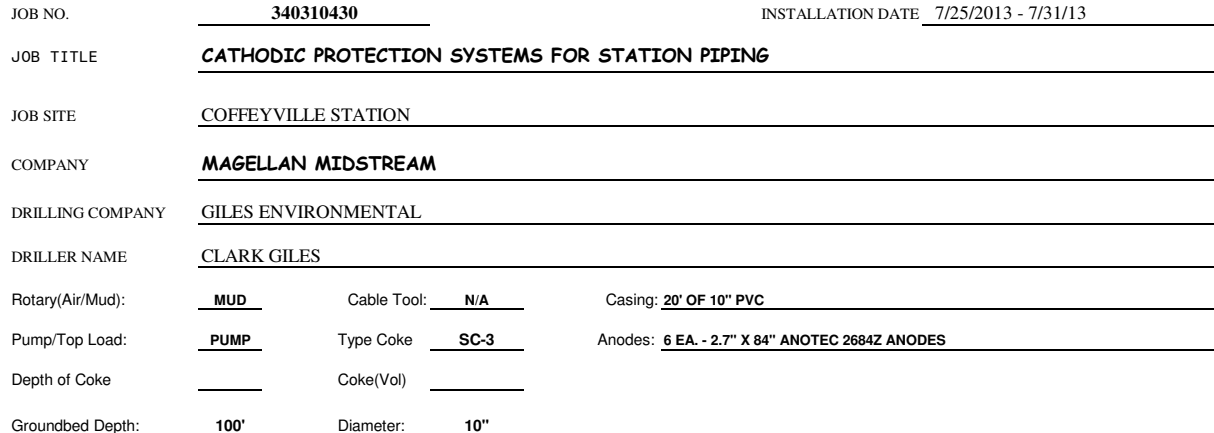 JOB NO. 340310430 INSTALLATION DATE 7/25/2013 - 7/31/13
JOB TITLE CATHODIC PROTECTION SYSTEMS FOR STATION PIPING
JOB SITE COFFEYVILLE STATION
COMPANY MAGELLAN MIDSTREAM
DRILLING COMPANY GILES ENVIRONMENTAL
DRILLER NAME CLARK GILES
Rotary(Air/Mud): MUD Cable Tool: N/A Casing: 20' OF 10" PVC
Pump/Top Load: PUMP Type Coke SC-3 Anodes: 6 EA. - 2.7" X 84" ANOTEC 2684Z ANODES
Depth of Coke Coke(Vol)
Groundbed Depth: 100' Diameter: 10"